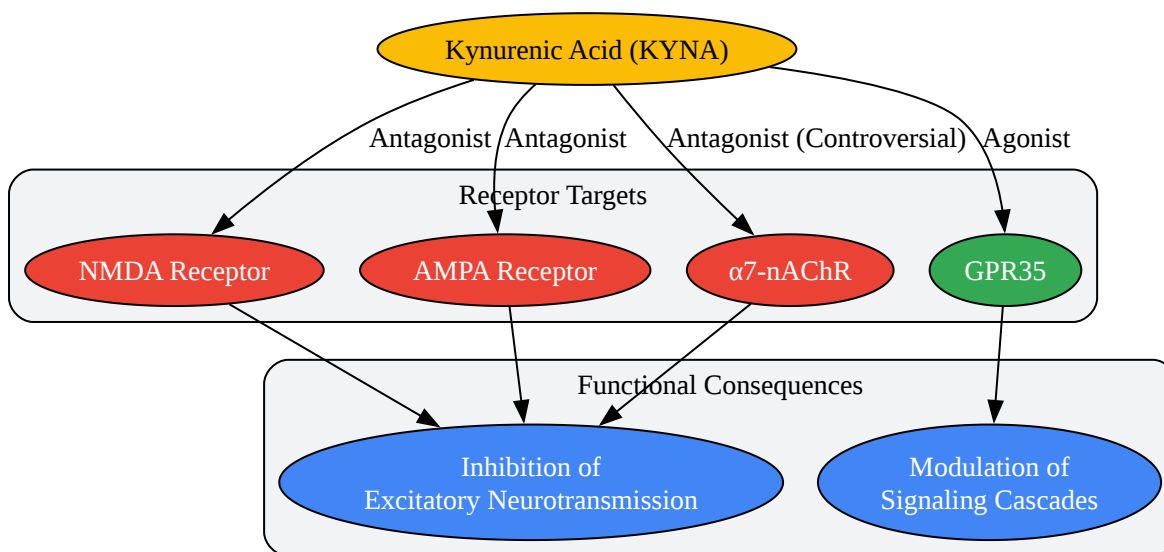 Kynurenic Acid (KYNA)
Antagonist
Antagonist
Antagonist (Controversial)
Agonist
Receptor Targets
NMDA Receptor
AMPA Receptor
α7-nAChR
GPR35
Functional Consequences
Inhibition of
Excitatory Neurotransmission
Modulation of
Signaling Cascades